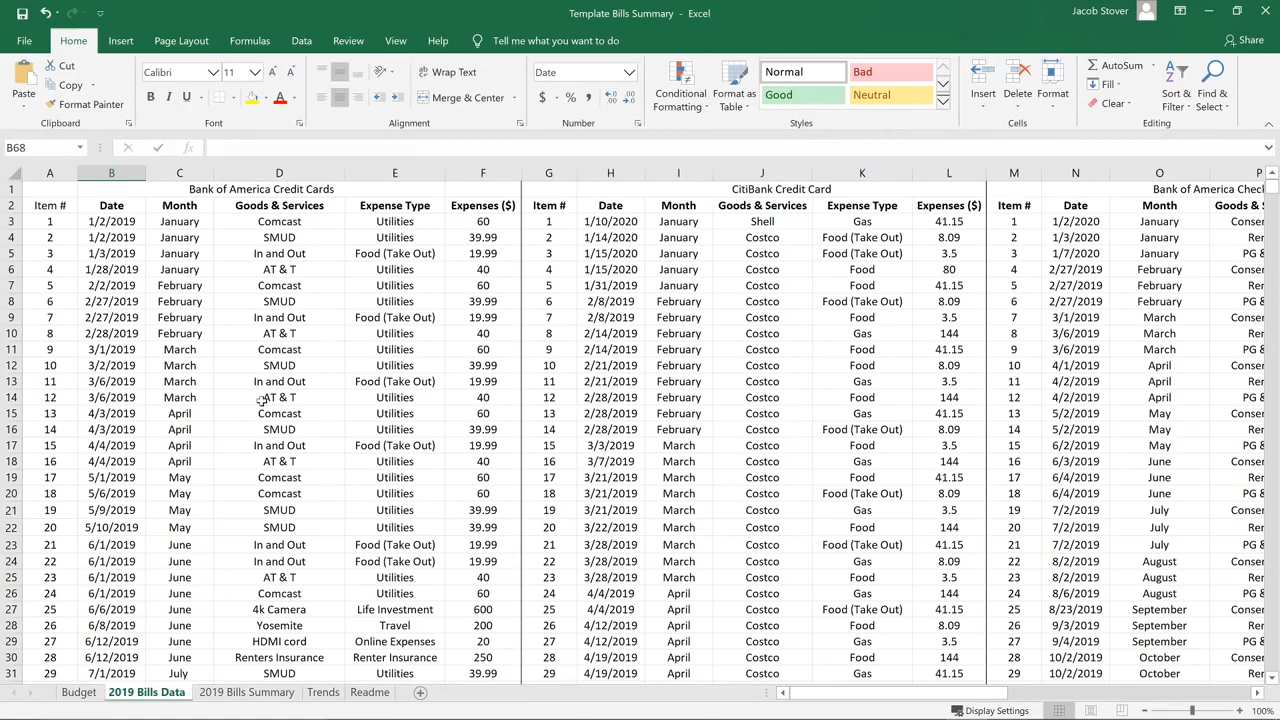 Template Bills Summary - Excel
Jacob Stover
File Home Insert Page Layout Formulas Data Review View Help Tell me what you want to do Share
Paste Cut Copy Format Painter Clipboard
Calibri 11 B I U A Font
Wrap Text Merge & Center Alignment
Date $ % , Number
Conditional Formatting Format as Table Normal Bad Good Neutral Styles
Insert Delete Format Cells
AutoSum Fill Clear Sort & Filter Find & Select Editing
B68 fx
A B C D E F G H I J K L M N O P
1 Bank of America Credit Cards CitiBank Credit Card Bank of America Chec
2 Item # Date Month Goods & Services Expense Type Expenses ($) Item # Date Month Goods & Services Expense Type Expenses ($) Item # Date Month Goods & S
3 1 1/2/2019 January Comcast Utilities 60 1 1/10/2020 January Shell Gas 41.15 1 1/2/2020 January Conser
4 2 1/2/2019 January SMUD Utilities 39.99 2 1/14/2020 January Costco Food (Take Out) 8.09 2 1/3/2020 January Ren
5 3 1/3/2019 January In and Out Food (Take Out) 19.99 3 1/15/2020 January Costco Food (Take Out) 3.5 3 1/7/2020 January PG &
6 4 1/28/2019 January AT & T Utilities 40 4 1/15/2020 January Costco Food 80 4 2/27/2019 February Conser
7 5 2/2/2019 February Comcast Utilities 60 5 1/31/2019 January Costco Food 41.15 5 2/27/2019 February Ren
8 6 2/27/2019 February SMUD Utilities 39.99 6 2/8/2019 February Costco Food (Take Out) 8.09 6 2/27/2019 February PG &
9 7 2/27/2019 February In and Out Food (Take Out) 19.99 7 2/8/2019 February Costco Food 3.5 7 3/1/2019 March Conser
10 8 2/28/2019 February AT & T Utilities 40 8 2/14/2019 February Costco Gas 144 8 3/6/2019 March Ren
11 9 3/1/2019 March Comcast Utilities 60 9 2/14/2019 February Costco Food 41.15 9 3/6/2019 March PG &
12 10 3/2/2019 March SMUD Utilities 39.99 10 2/21/2019 February Costco Food 8.09 10 4/1/2019 April Conser
13 11 3/6/2019 March In and Out Food (Take Out) 19.99 11 2/21/2019 February Costco Gas 3.5 11 4/2/2019 April Ren
14 12 3/6/2019 March AT & T Utilities 40 12 2/28/2019 February Costco Food 144 12 4/2/2019 April PG &
15 13 4/3/2019 April Comcast Utilities 60 13 2/28/2019 February Costco Gas 41.15 13 5/2/2019 May Conser
16 14 4/3/2019 April SMUD Utilities 39.99 14 2/28/2019 February Costco Food (Take Out) 8.09 14 5/2/2019 May Ren
17 15 4/4/2019 April In and Out Food (Take Out) 19.99 15 3/3/2019 March Costco Food 3.5 15 5/6/2019 May PG &
18 16 4/4/2019 April AT & T Utilities 40 16 3/7/2019 March Costco Gas 144 16 6/3/2019 June Conser
19 17 5/1/2019 May Comcast Utilities 60 17 3/21/2019 March Costco Food 41.15 17 6/4/2019 June Ren
20 18 5/6/2019 May Comcast Utilities 60 18 3/21/2019 March Costco Food (Take Out) 8.09 18 6/4/2019 June PG &
21 19 5/9/2019 May SMUD Utilities 39.99 19 3/21/2019 March Costco Food 3.5 19 7/2/2019 July Conser
22 20 5/10/2019 May SMUD Utilities 39.99 20 3/22/2019 March Costco Food 144 20 7/2/2019 July Ren
23 21 6/1/2019 June In and Out Food (Take Out) 19.99 21 3/28/2019 March Costco Food (Take Out) 41.15 21 7/2/2019 July PG &
24 22 6/1/2019 June In and Out Food (Take Out) 19.99 22 3/28/2019 March Costco Gas 8.09 22 8/2/2019 August Conser
25 23 6/1/2019 June AT & T Utilities 40 23 3/28/2019 March Costco Food 3.5 23 8/2/2019 August Ren
26 24 6/1/2019 June Comcast Utilities 60 24 4/4/2019 April Costco Gas 144 24 8/6/2019 August PG &
27 25 6/6/2019 June 4k Camera Life Investment 600 25 4/4/2019 April Costco Food (Take Out) 41.15 25 8/23/2019 September Conser
28 26 6/8/2019 June Yosemite Travel 200 26 4/12/2019 April Costco Food 8.09 26 9/3/2019 September Ren
29 27 6/12/2019 June HDMI cord Online Expenses 20 27 4/12/2019 April Costco Gas 3.5 27 9/4/2019 September PG &
30 28 6/12/2019 June Renters Insurance Renter Insurance 250 28 4/19/2019 April Costco Food 144 28 10/2/2019 October Conser
31 29 7/1/2019 July SMUD Utilities 39.99 29 4/19/2019 April Costco Gas 41.15 29 10/2/2019 October Ren
Budget 2019 Bills Data 2019 Bills Summary Trends Readme
Display Settings 100%